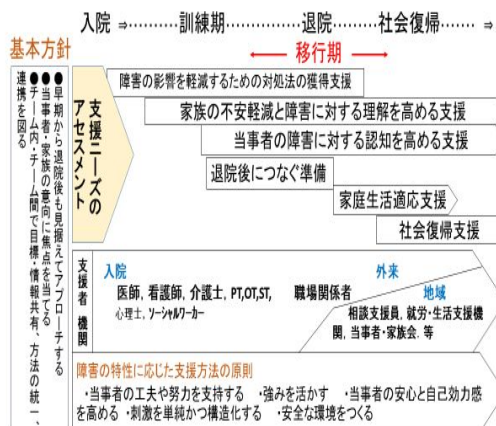 入院 ⇒‥‥‥‥訓練期‥‥‥‥‥‥退院‥‥‥社会復帰‥‥⇒
← 移行期 →
基本方針
●早期から退院後も見据えてアプローチする
●当事者・家族の意向に焦点を当てる
●チーム内・チーム間で目標・情報共有、方法の統一、
連携を図る
支援ニーズの
アセスメント
障害の影響を軽減するための対処法の獲得支援
家族の不安軽減と障害に対する理解を高める支援
当事者の障害に対する認知を高める支援
退院後につなぐ準備
家庭生活適応支援
社会復帰支援
支援者 機関
入院
医師, 看護師, 介護士, PT,OT,ST,
心理士, ソーシャルワーカー
職場関係者
外来
地域
相談支援員, 就労・生活支援機
関, 当事者・家族会. 等
障害の特性に応じた支援方法の原則
・当事者の工夫や努力を支持する ・強みを活かす ・当事者の安心と自己効力感
を高める ・刺激を単純かつ構造化する ・安全な環境をつくる